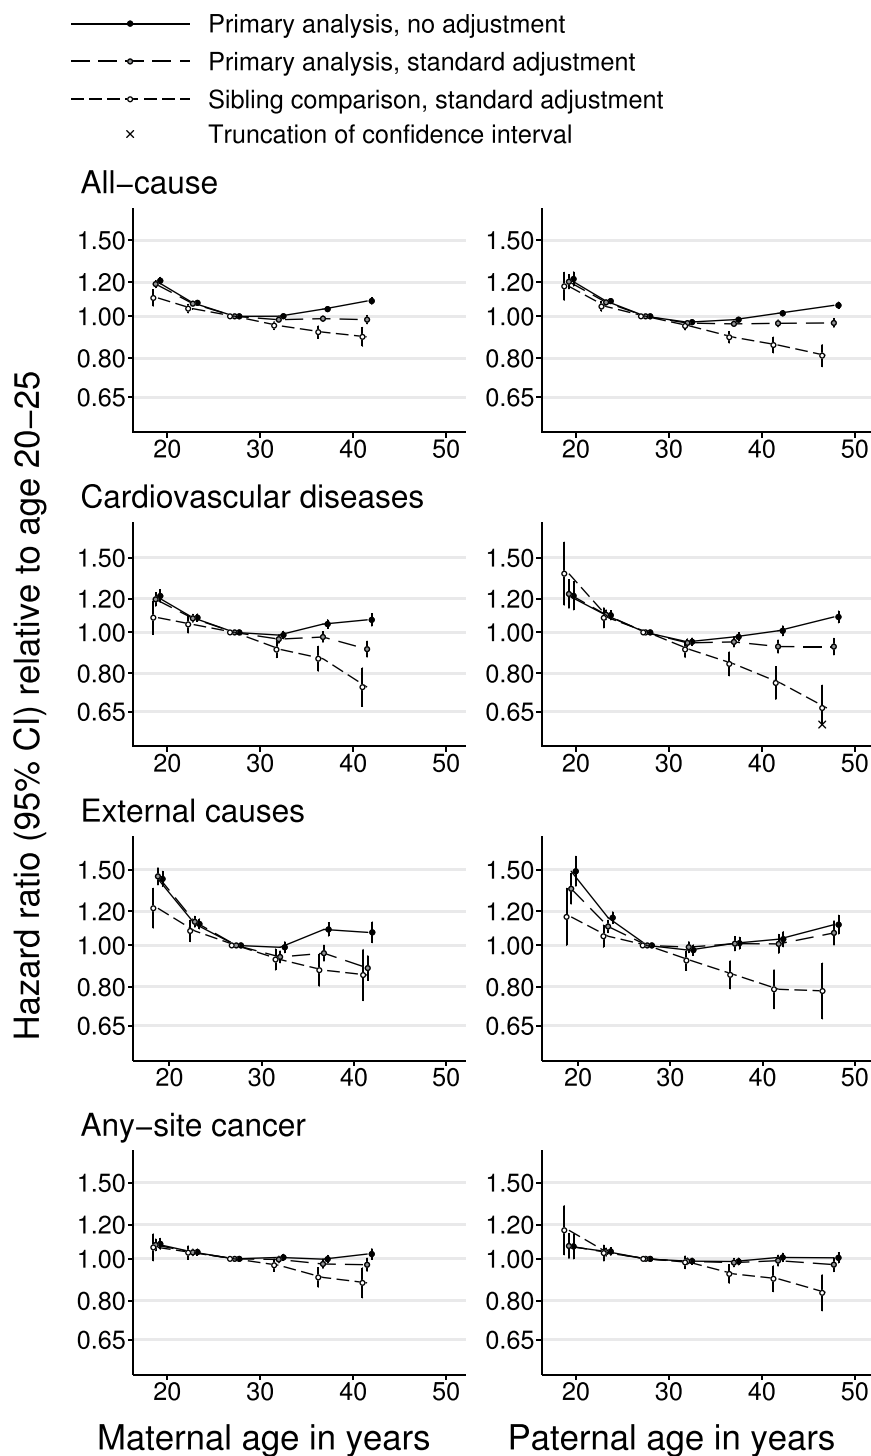 Primary analysis, no adjustment
Primary analysis, standard adjustment
Sibling comparison, standard adjustment
× Truncation of confidence interval
Hazard ratio (95% CI) relative to age 20−25
All−cause
1.50 1.50
1.20 1.20
1.00 1.00
0.80 0.80
0.65 0.65
20 30 40 50 20 30 40 50
Cardiovascular diseases
1.50 1.50
1.20 1.20
1.00 1.00
0.80 0.80
0.65 0.65
20 30 40 50 20 30 40 50
External causes
1.50 1.50
1.20 1.20
1.00 1.00
0.80 0.80
0.65 0.65
20 30 40 50 20 30 40 50
Any−site cancer
1.50 1.50
1.20 1.20
1.00 1.00
0.80 0.80
0.65 0.65
20 30 40 50 20 30 40 50
Maternal age in years Paternal age in years